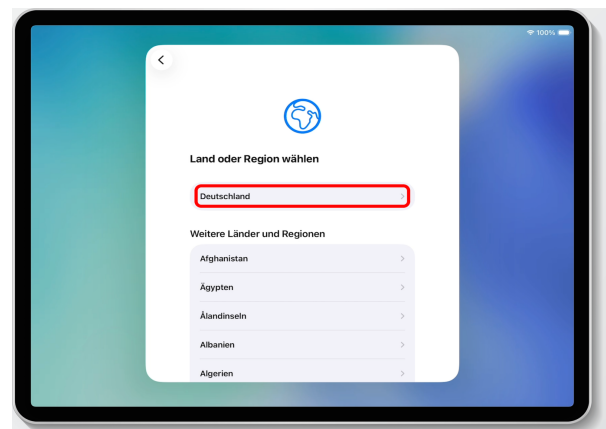 100%
Land oder Region wählen
Deutschland
Weitere Länder und Regionen
Afghanistan
Ägypten
Ålandinseln
Albanien
Algerien